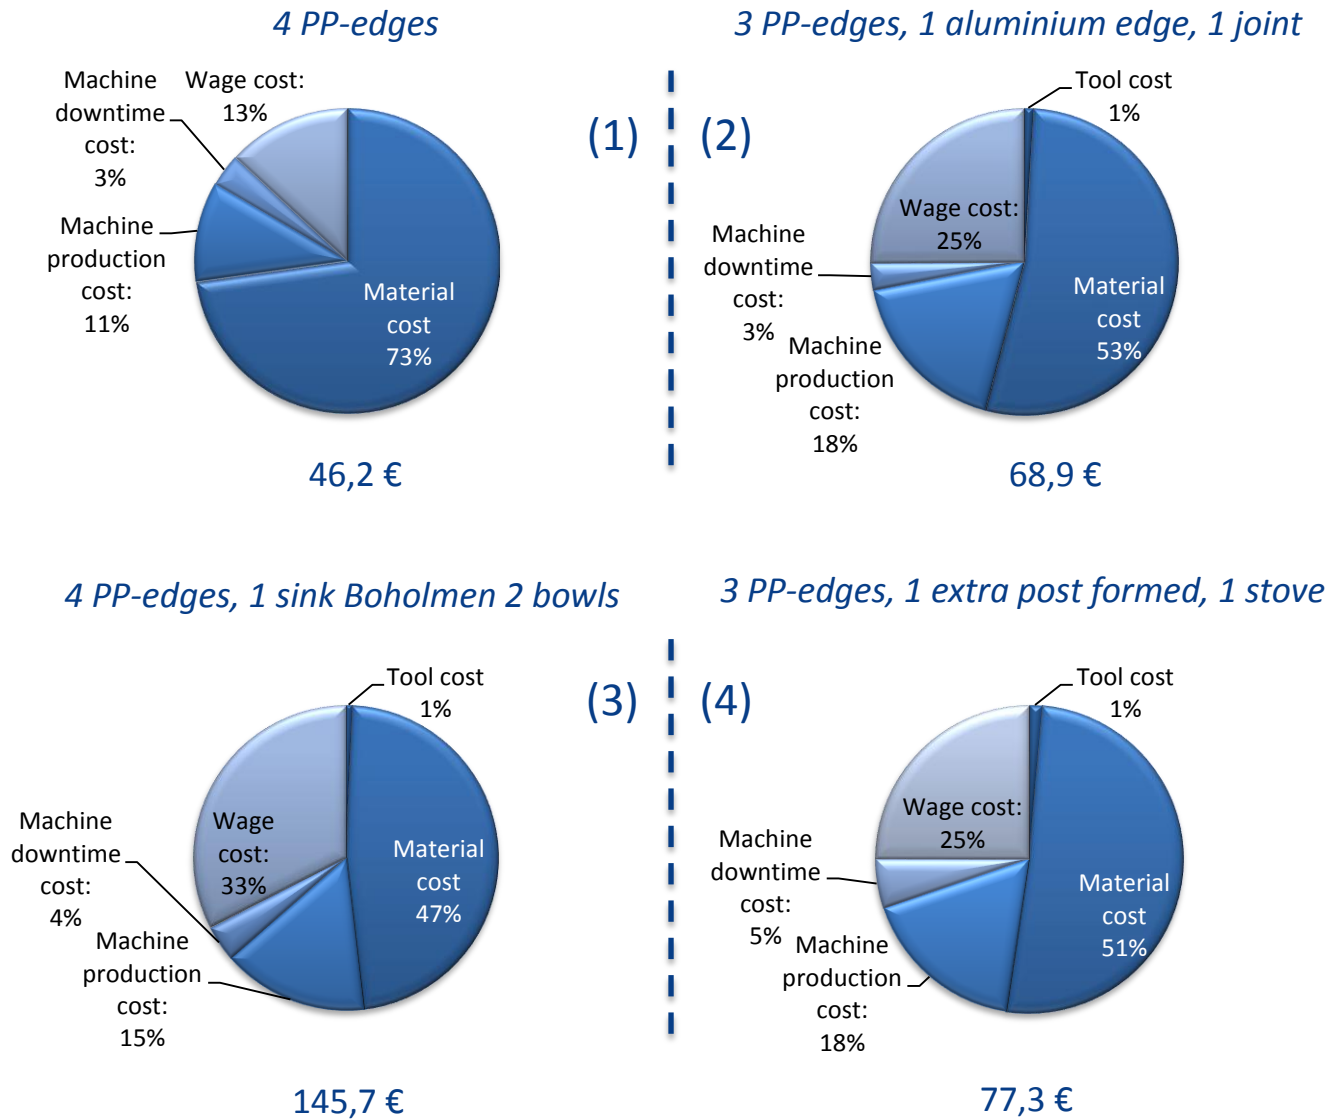 4 PP-edges
Machine
downtime
cost:
3%
Wage cost:
13%
Machine
production
cost:
11%
Material
cost
73%
(1)
46,2 €
3 PP-edges, 1 aluminium edge, 1 joint
(2)
Tool cost
1%
Wage cost:
25%
Machine
downtime
cost:
3%
Machine
production
cost:
18%
Material
cost
53%
68,9 €
4 PP-edges, 1 sink Boholmen 2 bowls
Tool cost
1%
(3)
Machine
downtime
cost:
4%
Wage
cost:
33%
Material
cost
47%
Machine
production
cost:
15%
145,7 €
3 PP-edges, 1 extra post formed, 1 stove
(4)
Tool cost
1%
Wage cost:
25%
Machine
downtime
cost:
5%
Machine
production
cost:
18%
Material
cost
51%
77,3 €